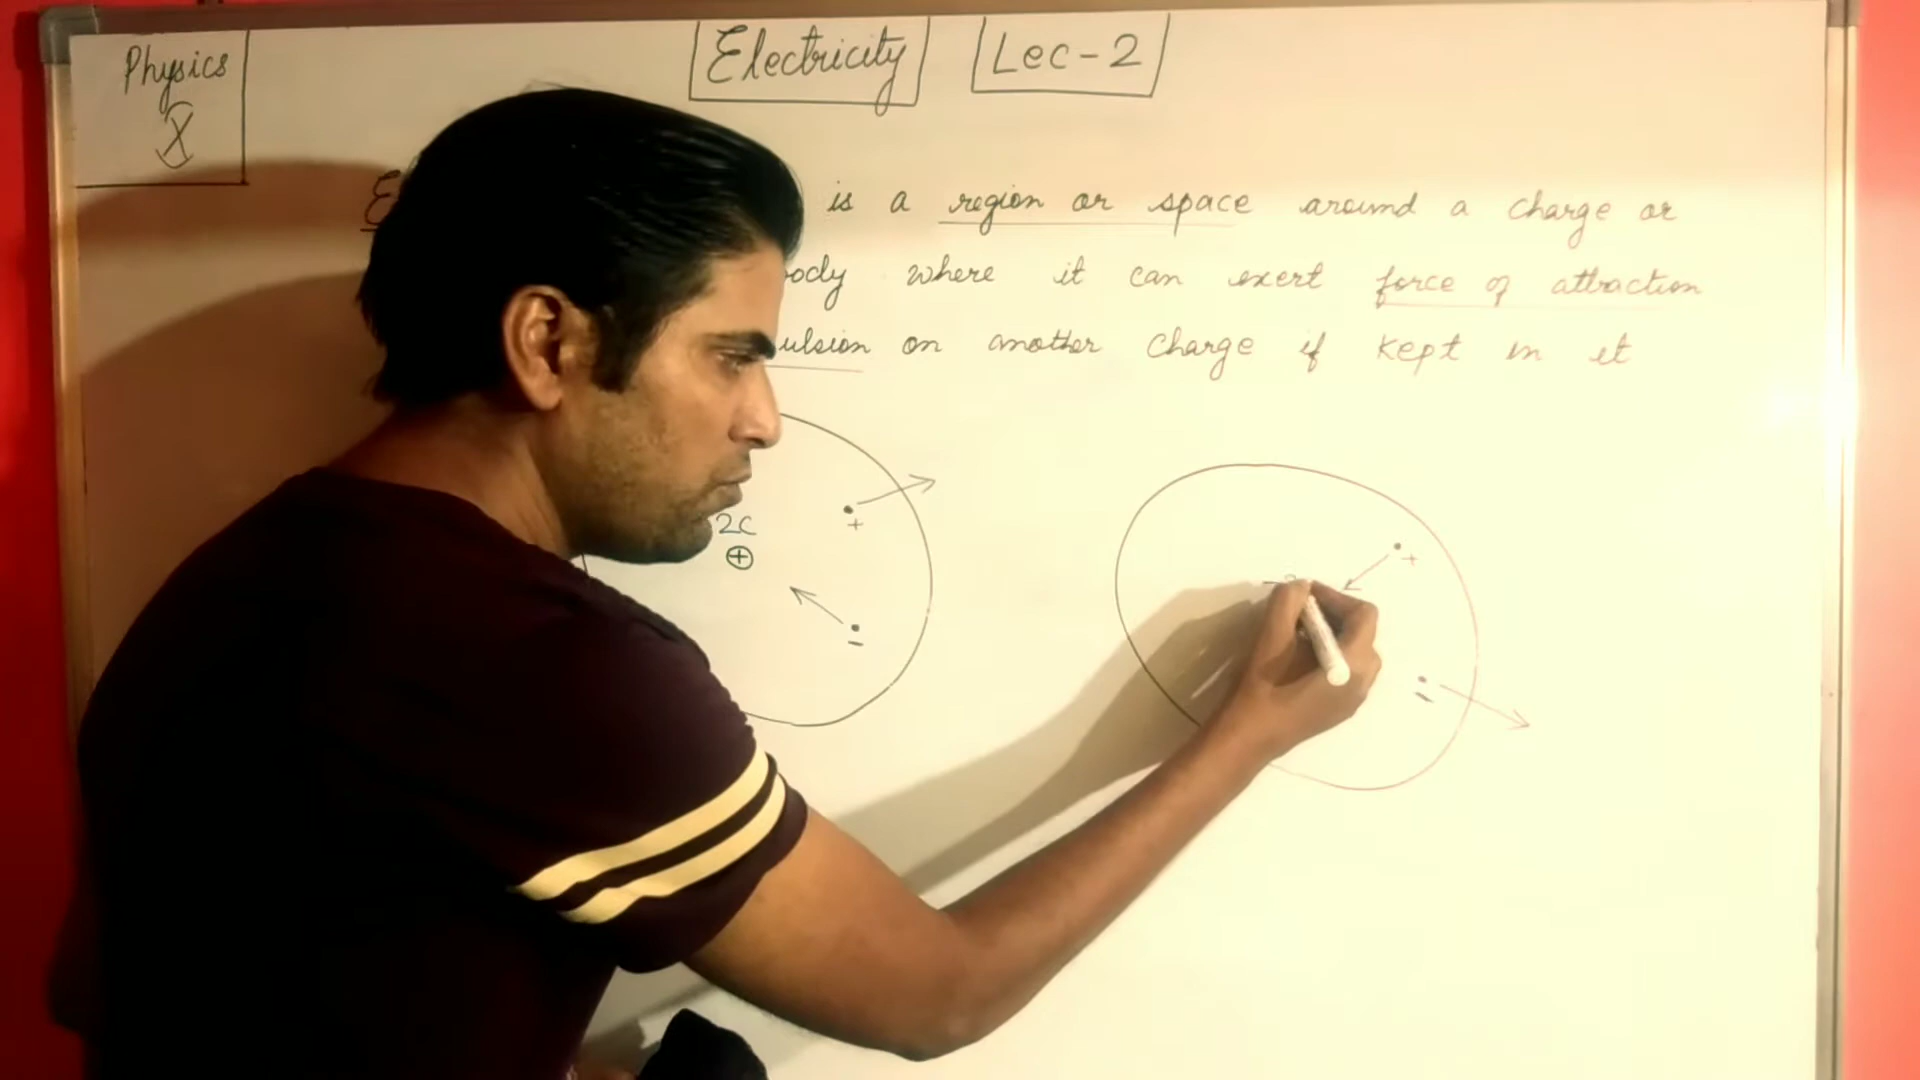 Physics
X
Electricity
Lec-2
is a region or space around a charge or
body where it can exert force of attraction
ulsion on another charge if kept in it
2C
+
+
-
+
-